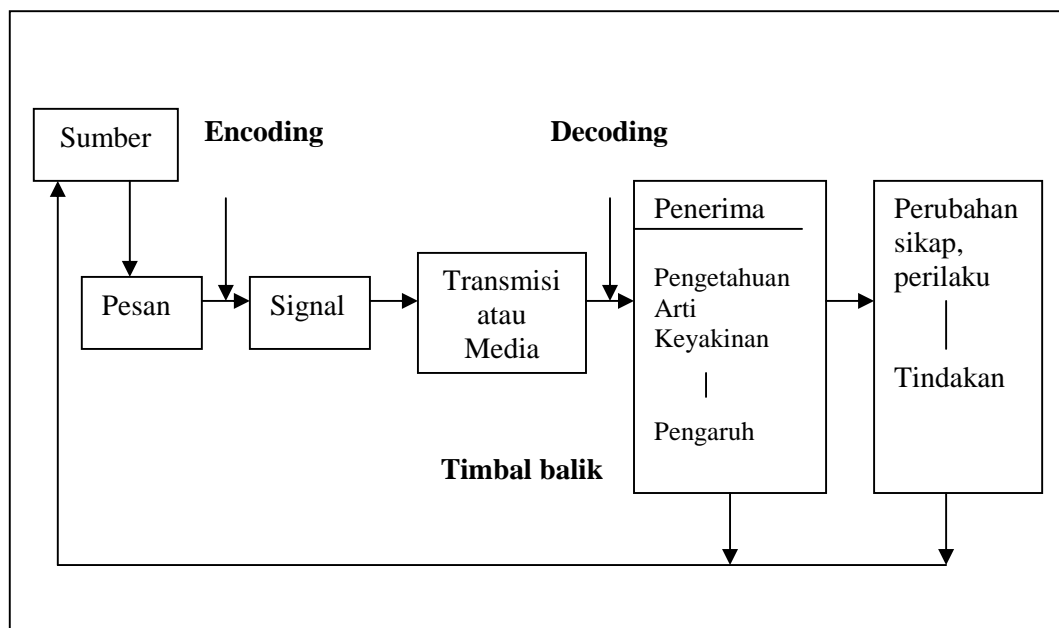 Sumber
Encoding
Decoding
Pesan
Signal
Transmisi
atau
Media
Penerima
Pengetahuan
Arti
Keyakinan
Pengaruh
Perubahan
sikap,
perilaku
Tindakan
Timbal balik